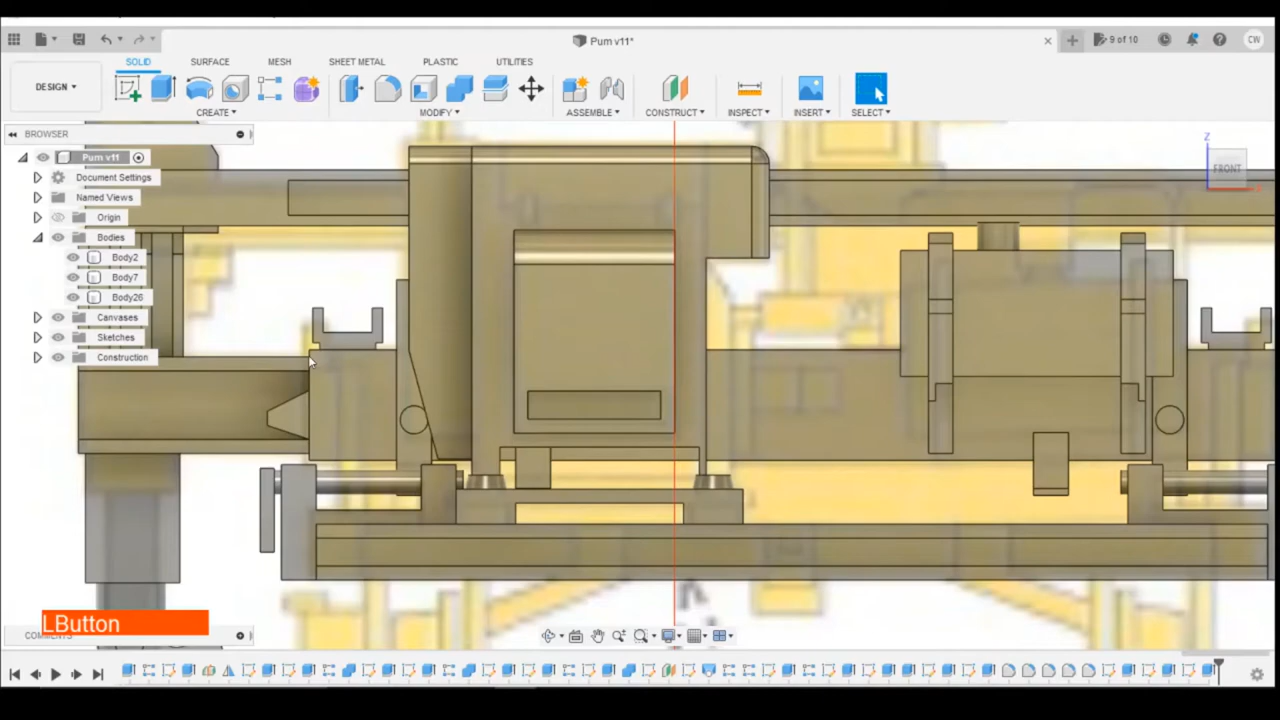 Pum v11*
9 of 10
CW
DESIGN
SOLID
SURFACE
MESH
SHEET METAL
PLASTIC
UTILITIES
CREATE
MODIFY
ASSEMBLE
CONSTRUCT
INSPECT
INSERT
SELECT
BROWSER
Pum v11
Document Settings
Named Views
Origin
Bodies
Body2
Body7
Body26
Canvases
Sketches
Construction
Z
FRONT
LButton